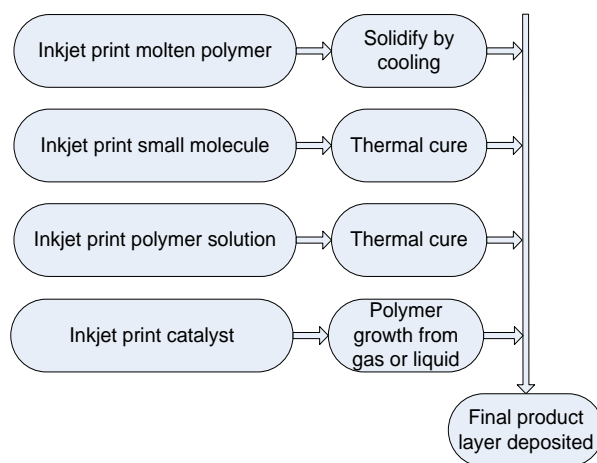 Inkjet print molten polymer
Solidify by
cooling
Inkjet print small molecule
Thermal cure
Inkjet print polymer solution
Thermal cure
Inkjet print catalyst
Polymer
growth from
gas or liquid
Final product
layer deposited